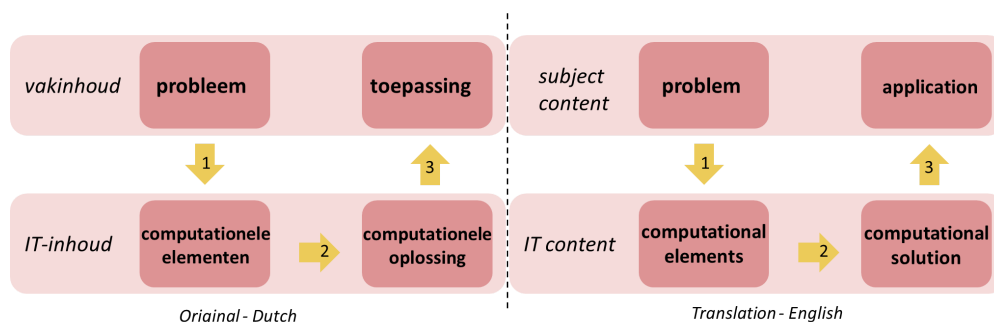 vakinhoud
probleem
toepassing
1
3
IT-inhoud
computationele
elementen
2
computationele
oplossing
Original - Dutch
subject
content
problem
application
1
3
IT content
computational
elements
2
computational
solution
Translation - English